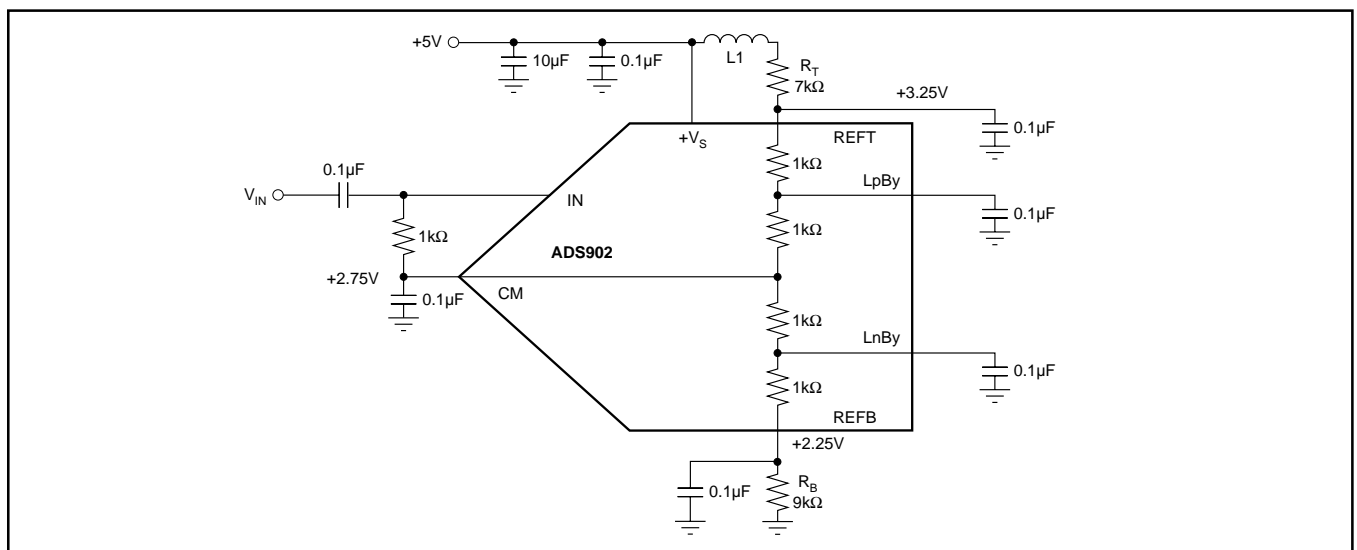 +5V
10µF
0.1µF
L1
R_T
7kΩ
+3.25V
0.1µF
+V_S
REFT
1kΩ
0.1µF
LpBy
V_IN
IN
0.1µF
1kΩ
1kΩ
ADS902
+2.75V
0.1µF
CM
1kΩ
LnBy
0.1µF
1kΩ
REFB
+2.25V
0.1µF
R_B
9kΩ